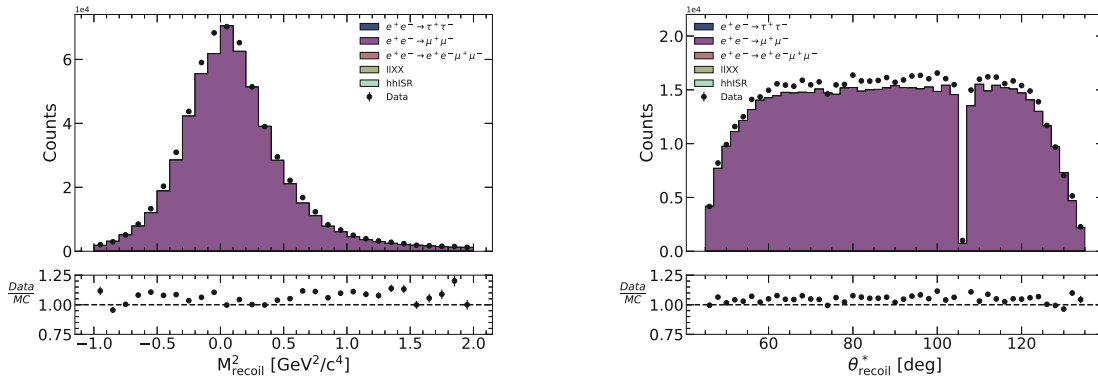 1e4
6
4
2
0
Counts
e⁺e⁻→τ⁺τ⁻
e⁺e⁻→μ⁺μ⁻
e⁺e⁻→e⁺e⁻μ⁺μ⁻
llXX
hhISR
Data
1.25
1.00
0.75
Data/MC
−1.0 −0.5 0.0 0.5 1.0 1.5 2.0
M²recoil [GeV²/c⁴]
1e4
2.0
1.5
1.0
0.5
0.0
Counts
e⁺e⁻→τ⁺τ⁻
e⁺e⁻→μ⁺μ⁻
e⁺e⁻→e⁺e⁻μ⁺μ⁻
llXX
hhISR
Data
1.25
1.00
0.75
Data/MC
60 80 100 120
θ*recoil [deg]